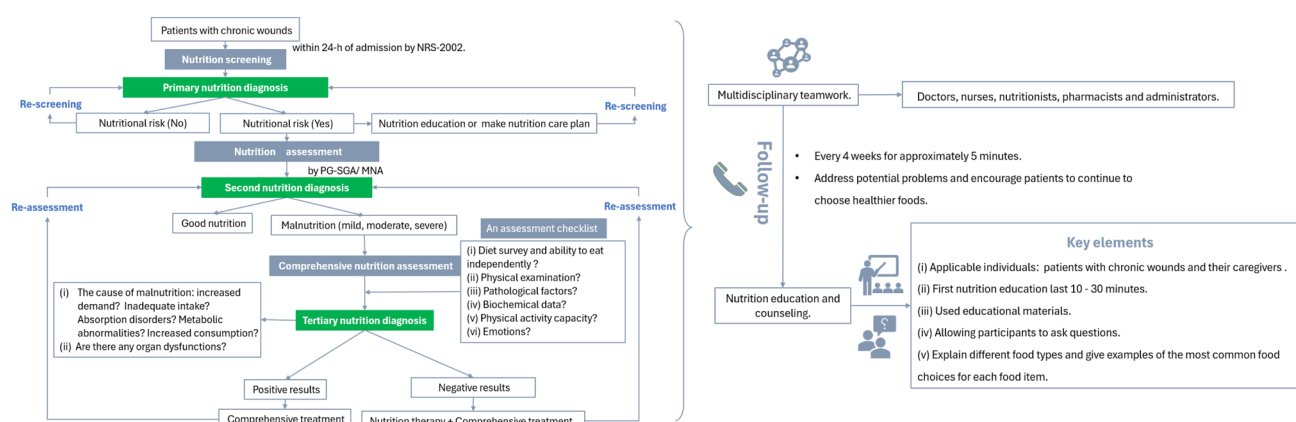 Patients with chronic wounds
within 24-h of admission by NRS-2002.
Nutrition screening
Primary nutrition diagnosis
Re-screening
Re-screening
Nutritional risk (No)
Nutritional risk (Yes)
Nutrition education or make nutrition care plan
Nutrition assessment
by PG-SGA/ MNA
Second nutrition diagnosis
Re-assessment
Re-assessment
Good nutrition
Malnutrition (mild, moderate, severe)
An assessment checklist
Comprehensive nutrition assessment
(i) Diet survey and ability to eat
independently ?
(ii) Physical examination?
(iii) Pathological factors?
(iv) Biochemical data?
(v) Physical activity capacity?
(vi) Emotions?
(i) The cause of malnutrition: increased
demand? Inadequate intake?
Absorption disorders? Metabolic
abnormalities? Increased consumption?
(ii) Are there any organ dysfunctions?
Tertiary nutrition diagnosis
Positive results
Negative results
Comprehensive treatment
Nutrition therapy + Comprehensive treatment
Multidisciplinary teamwork.
Doctors, nurses, nutritionists, pharmacists and administrators.
Follow-up
• Every 4 weeks for approximately 5 minutes.
• Address potential problems and encourage patients to continue to
choose healthier foods.
Nutrition education and
counseling.
Key elements
(i) Applicable individuals: patients with chronic wounds and their caregivers .
(ii) First nutrition education last 10 - 30 minutes.
(iii) Used educational materials.
(iv) Allowing participants to ask questions.
(v) Explain different food types and give examples of the most common food
choices for each food item.